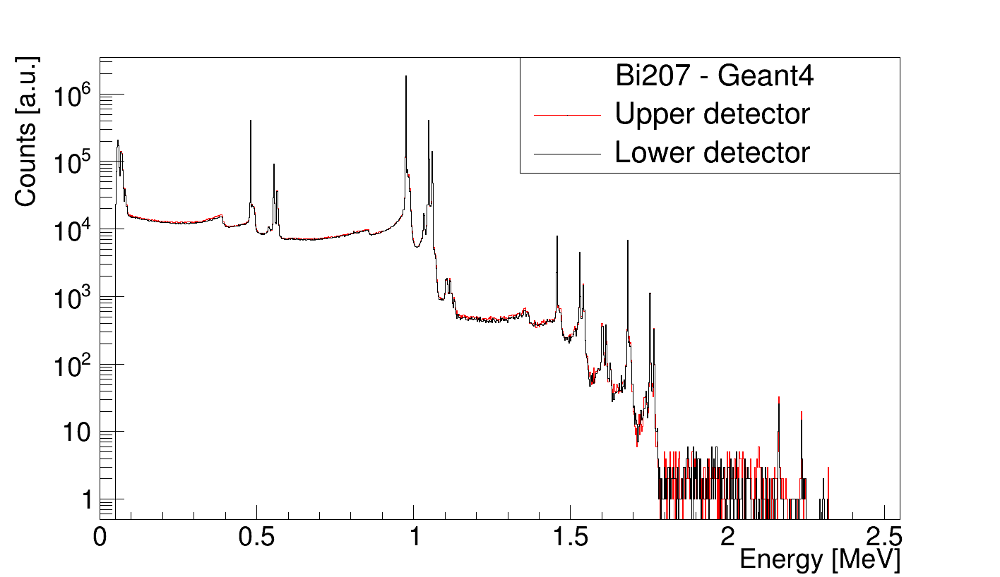 Counts [a.u.]
10^6
10^5
10^4
10^3
10^2
10
1
Bi207 - Geant4
Upper detector
Lower detector
0 0.5 1 1.5 2 2.5
Energy [MeV]